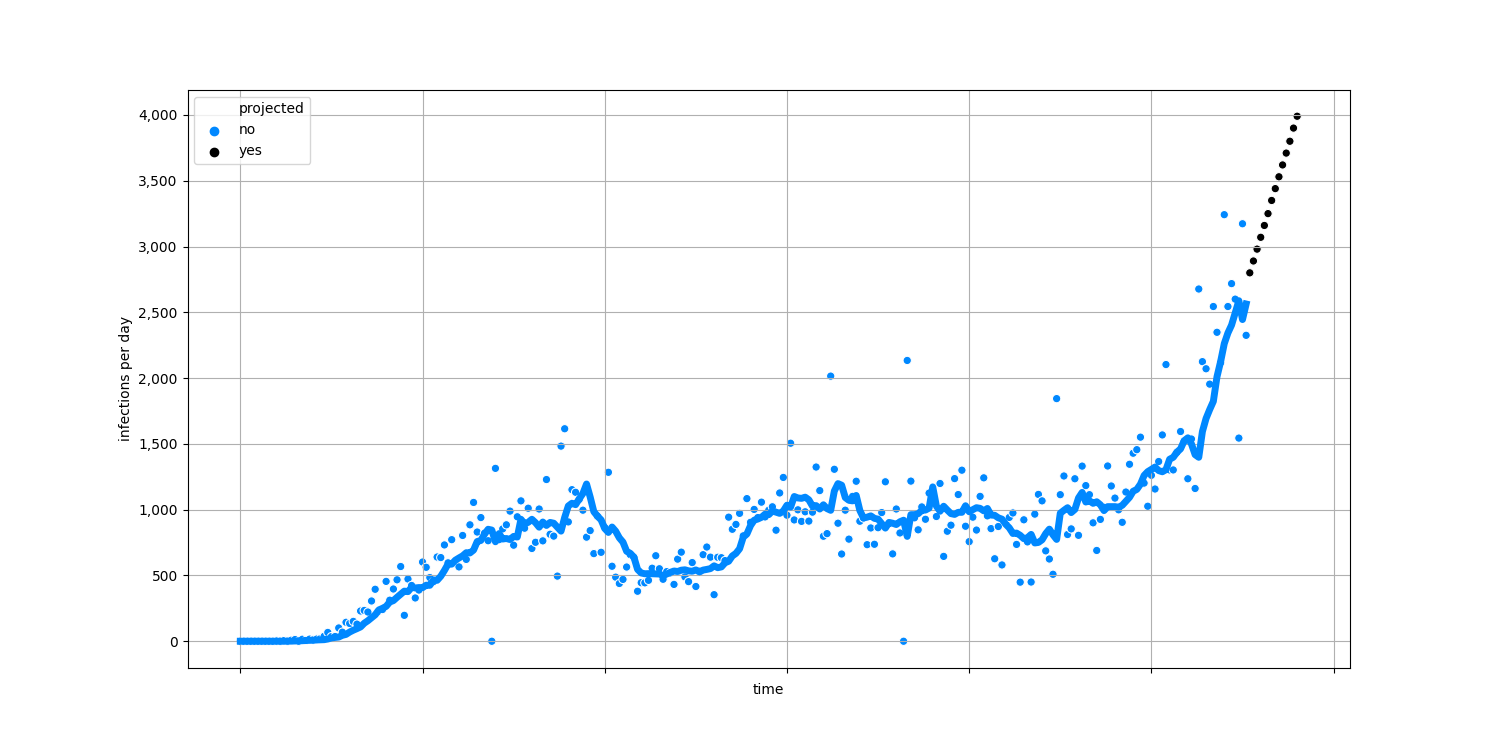 projected
no
yes
4,000
3,500
3,000
2,500
2,000
1,500
1,000
500
0
infections per day
time